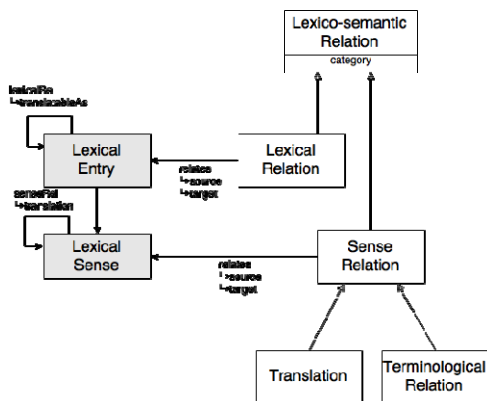 Lexico-semantic
Relation
category
lexicalRe
↳translatableAs
Lexical
Entry
relates
↳source
↳target
Lexical
Relation
senseRel
↳translation
Lexical
Sense
relates
↳source
↳target
Sense
Relation
Translation
Terminological
Relation